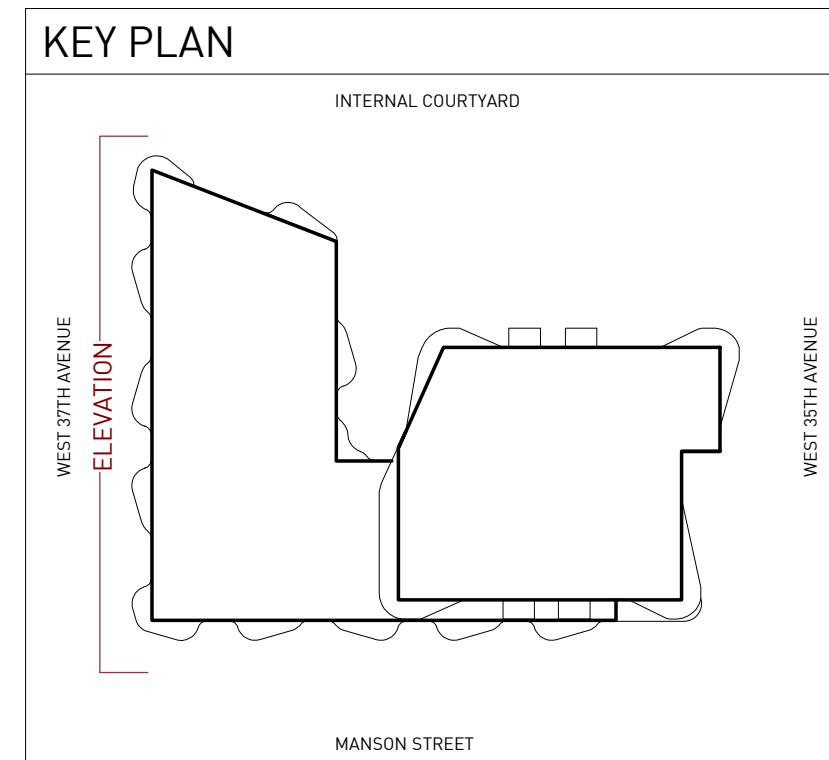 KEY PLAN
INTERNAL COURTYARD
WEST 37TH AVENUE
ELEVATION
WEST 35TH AVENUE
MANSON STREET